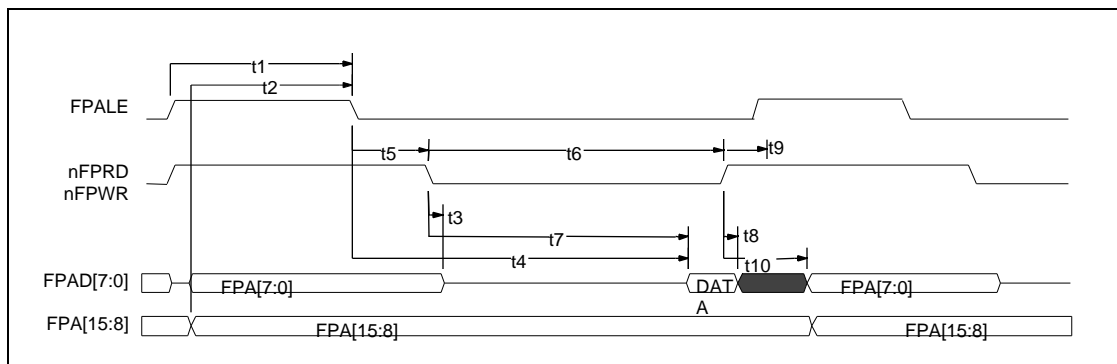 t1
t2
FPALE
t5
t6
t9
nFPRD
nFPWR
t3
t8
t7
t4
t10
FPAD[7:0]
FPA[7:0]
DAT
A
FPA[7:0]
FPA[15:8]
FPA[15:8]
FPA[15:8]